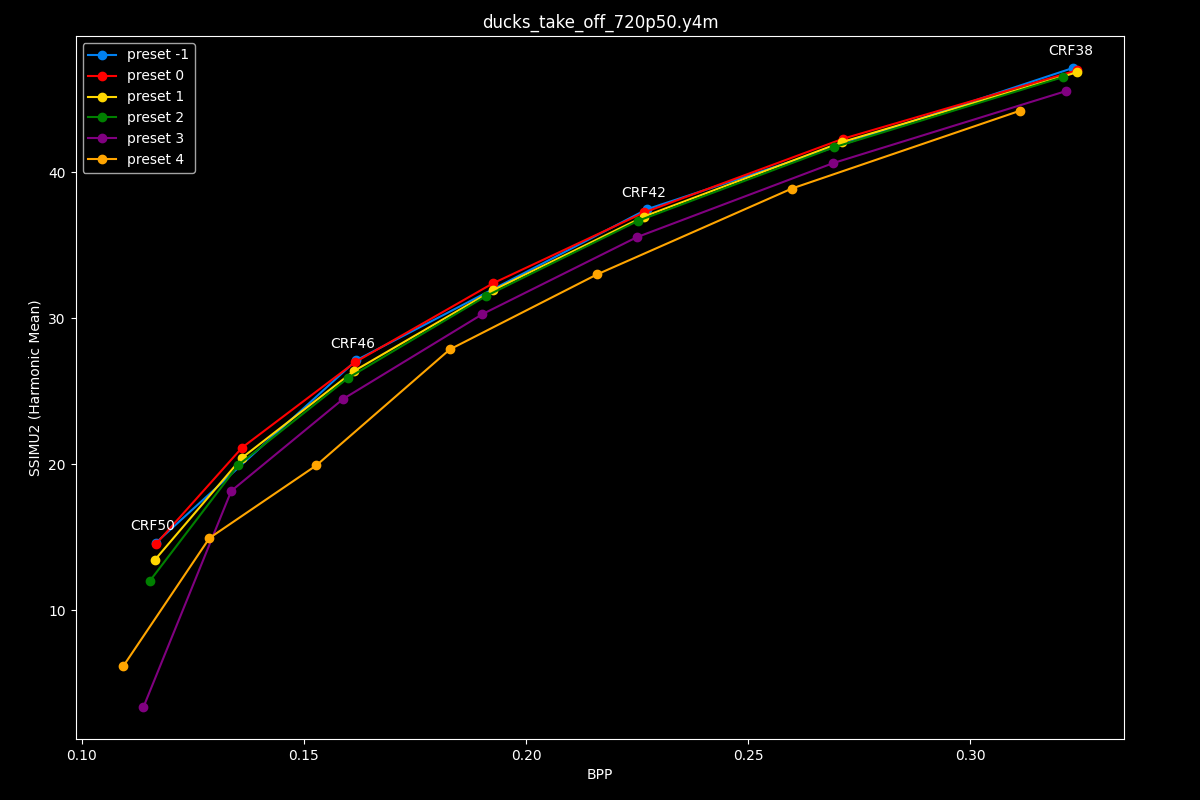 ducks_take_off_720p50.y4m
preset -1
preset 0
preset 1
preset 2
preset 3
preset 4
CRF38
CRF42
CRF46
CRF50
SSIMU2 (Harmonic Mean)
40
30
20
10
0.10
0.15
0.20
0.25
0.30
BPP